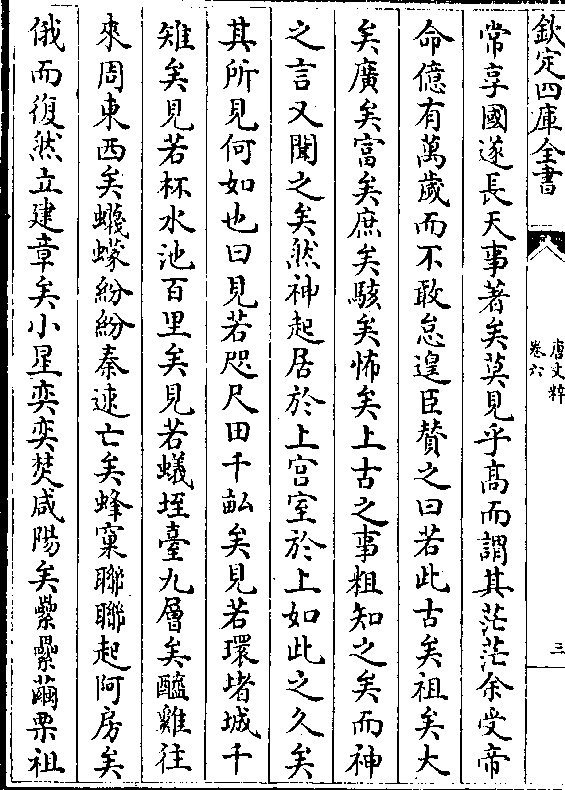 欽定四庫全書
唐文粹
卷六
三
常享國遂長天事著矣莫見乎高而謂其茫茫余受帝
命億有萬歲而不敢怠遑臣贊之曰若此古矣祖矣大
矣廣矣富矣庶矣駭矣怖矣上古之事粗知之矣而神
之言又聞之矣然神起居於上宫室於上如此之久矣
其所見何如也曰見若咫尺田千畝矣見若環堵城千
雉矣見若杯水池百里矣見若蟻垤臺九層矣醯雞往
來周東西矣蠛蠓紛紛秦速亡矣蜂窠聯聯起阿房矣
俄而復然立建章矣小星奕奕焚咸陽矣纍纍繭栗祖